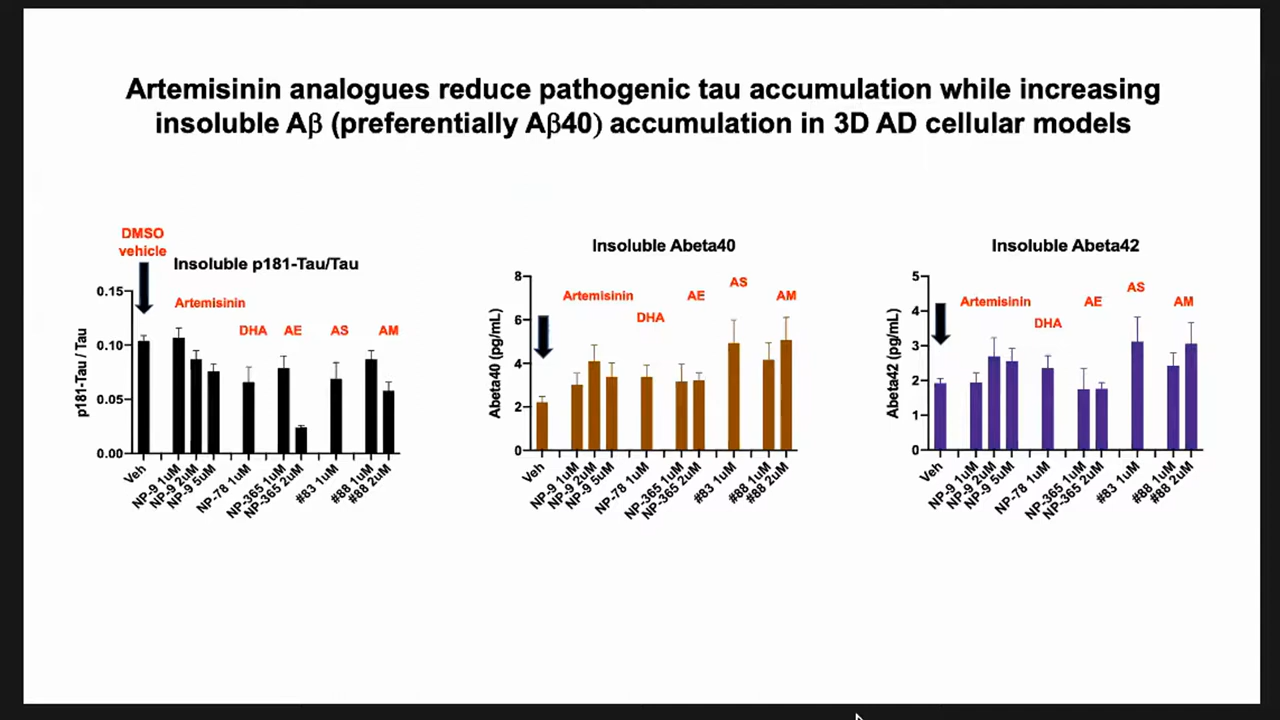 Artemisinin analogues reduce pathogenic tau accumulation while increasing
insoluble Aβ (preferentially Aβ40) accumulation in 3D AD cellular models
DMSO
vehicle
Insoluble p181-Tau/Tau
Artemisinin
DHA
AE
AS
AM
p181-Tau / Tau
0.15
0.10
0.05
0.00
Veh
NP-9 1uM
NP-9 2uM
NP-9 5uM
NP-78 1uM
NP-365 1uM
NP-365 2uM
#83 1uM
#88 1uM
#88 2uM
Insoluble Abeta40
Artemisinin
DHA
AE
AS
AM
Abeta40 (pg/mL)
8
6
4
2
0
Veh
NP-9 1uM
NP-9 2uM
NP-9 5uM
NP-78 1uM
NP-365 1uM
NP-365 2uM
#83 1uM
#88 1uM
#88 2uM
Insoluble Abeta42
Artemisinin
DHA
AE
AS
AM
Abeta42 (pg/mL)
5
4
3
2
1
0
Veh
NP-9 1uM
NP-9 2uM
NP-9 5uM
NP-78 1uM
NP-365 1uM
NP-365 2uM
#83 1uM
#88 1uM
#88 2uM